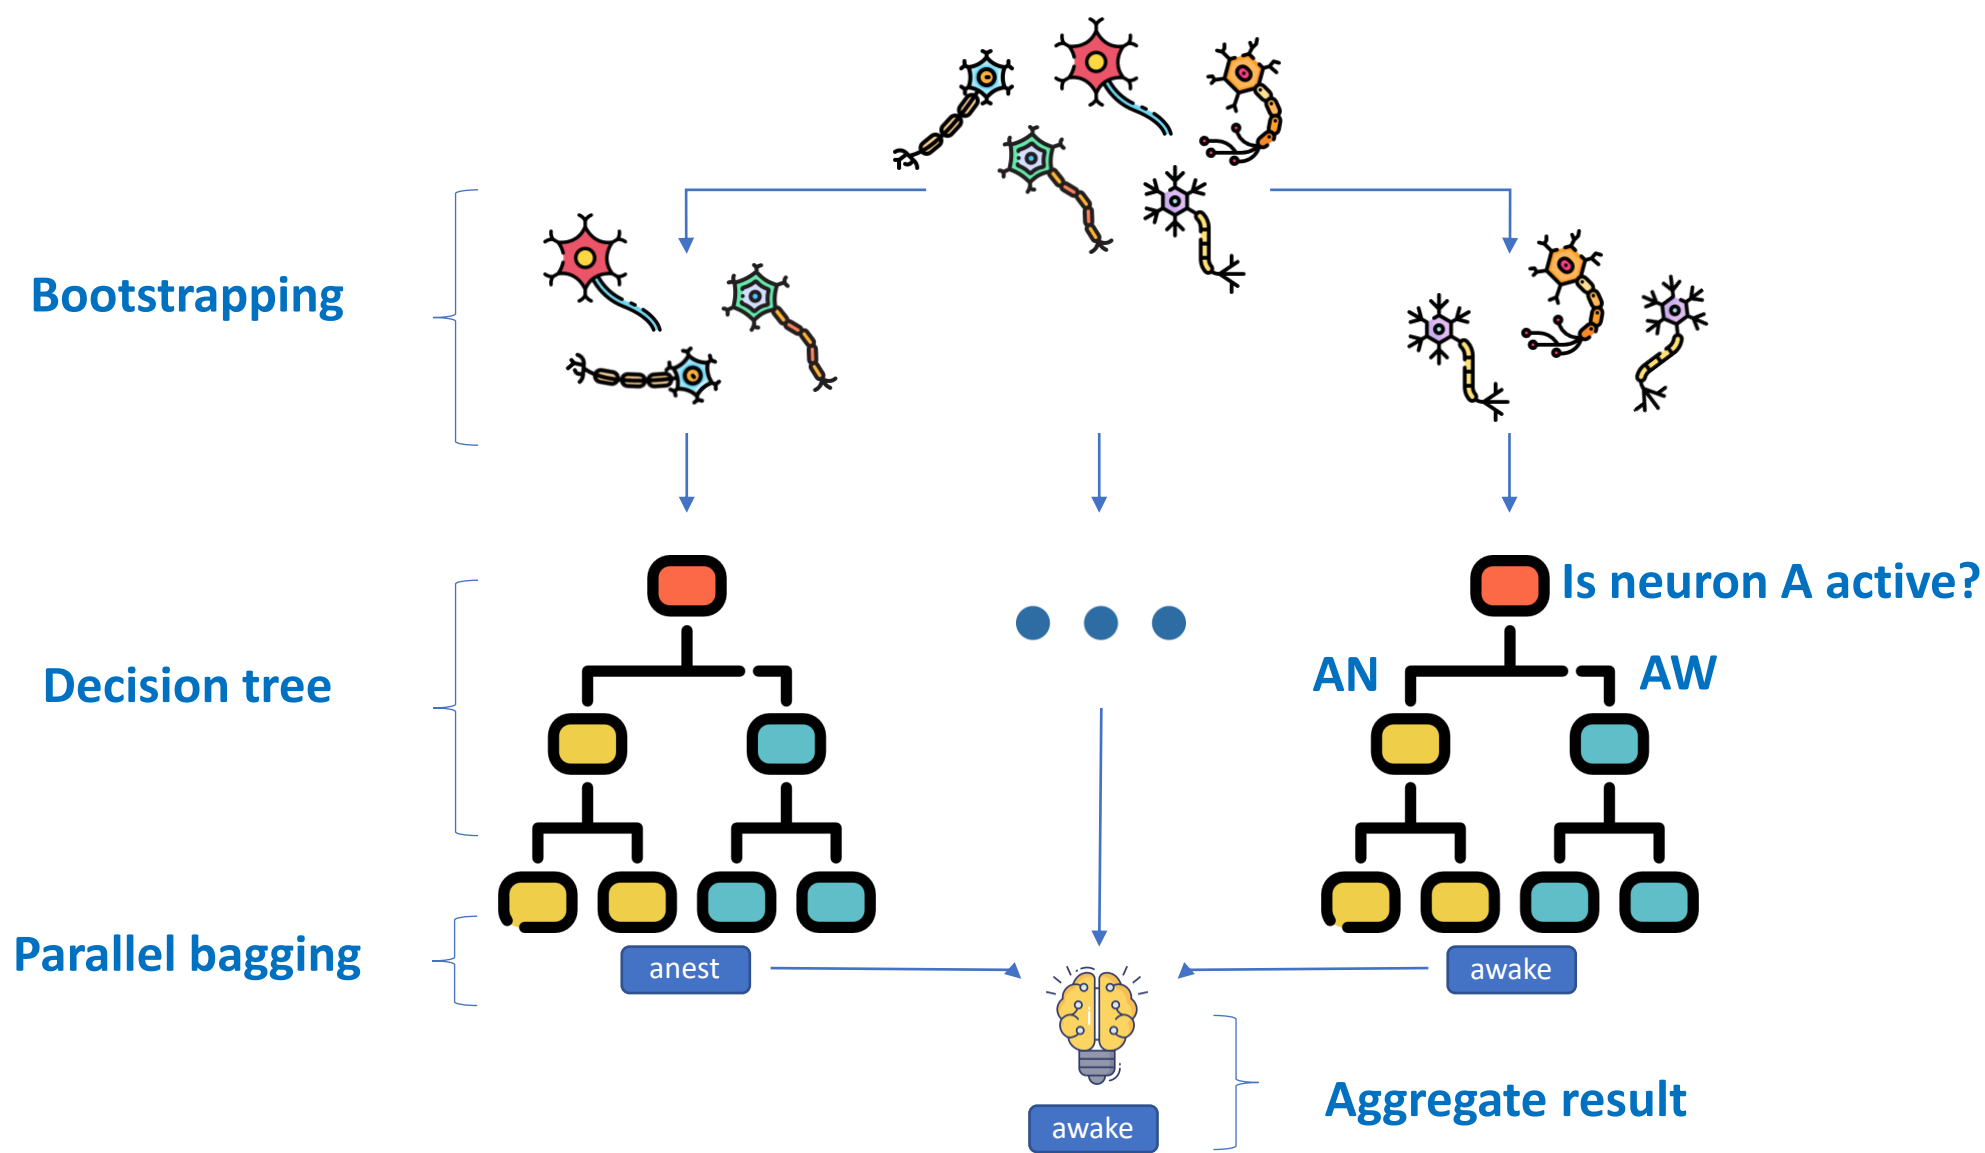 Bootstrapping
Is neuron A active?
AN
AW
Decision tree
Parallel bagging
anest
awake
Aggregate result
awake